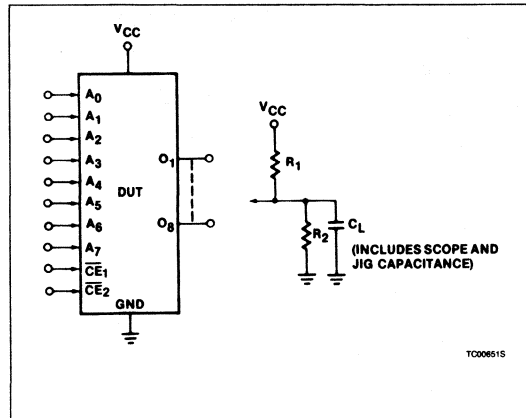 VCC
A0
A1
A2
A3
A4
A5
A6
A7
CE1
CE2
DUT
O1
O8
GND
VCC
R1
R2
CL
(INCLUDES SCOPE AND
JIG CAPACITANCE)
TC00651S